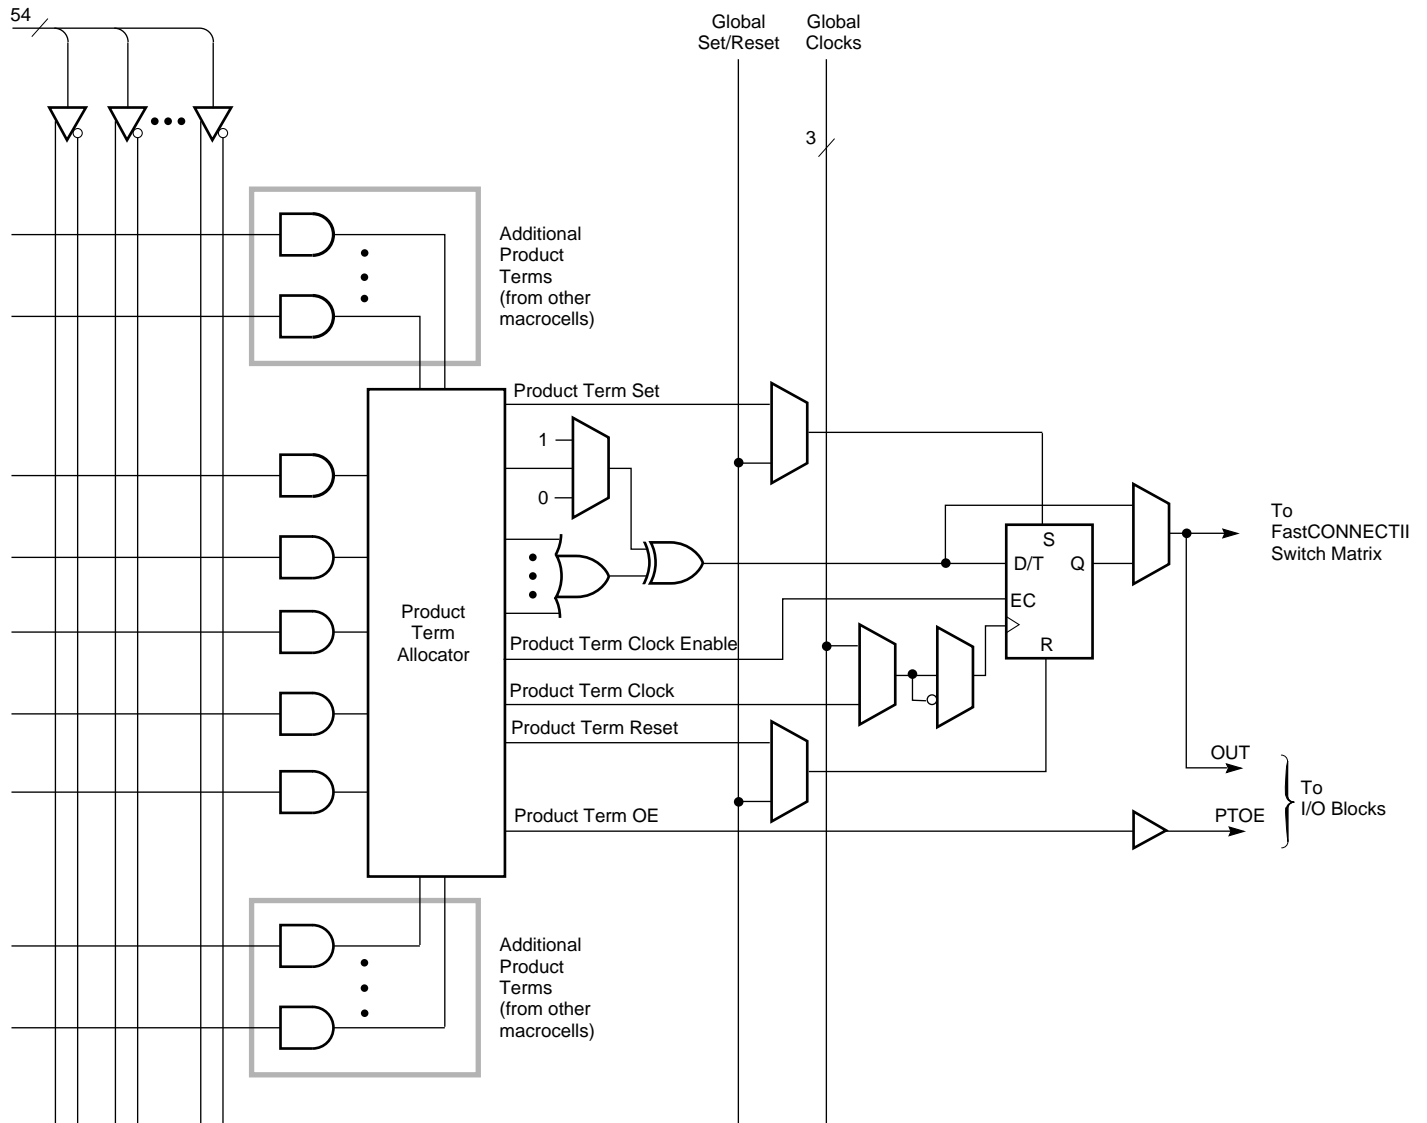 54
Global
Set/Reset
Global
Clocks
3
Additional
Product
Terms
(from other
macrocells)
Product Term Set
1
0
To
FastCONNECTII
Switch Matrix
S
D/T
Q
EC
R
Product
Term
Allocator
Product Term Clock Enable
Product Term Clock
Product Term Reset
OUT
To
I/O Blocks
Product Term OE
PTOE
Additional
Product
Terms
(from other
macrocells)